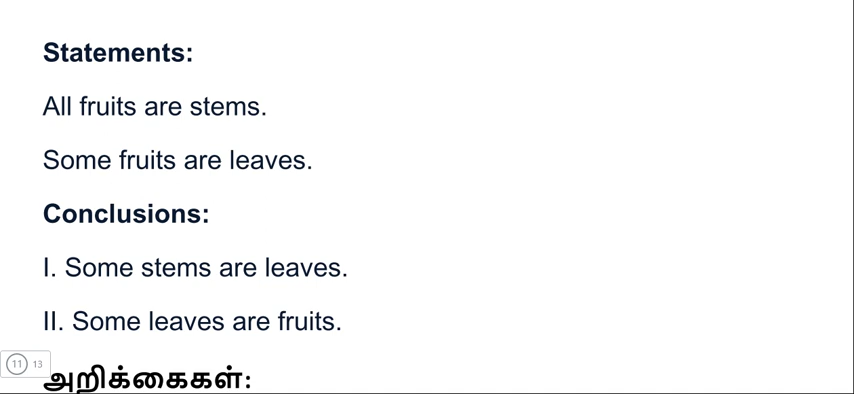 Statements:
All fruits are stems.
Some fruits are leaves.
Conclusions:
I. Some stems are leaves.
II. Some leaves are fruits.
11 13
அறிக்கைகள்: